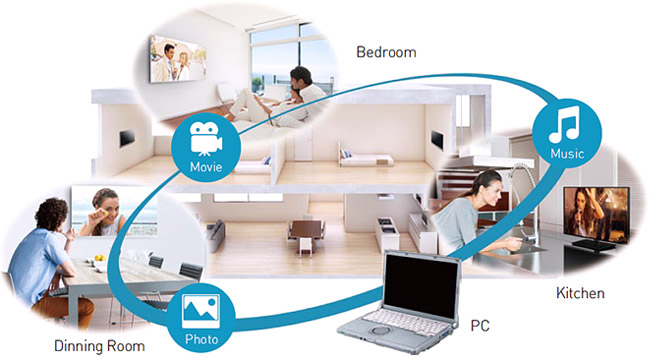 Bedroom
Movie
Music
Kitchen
PC
Photo
Dinning Room